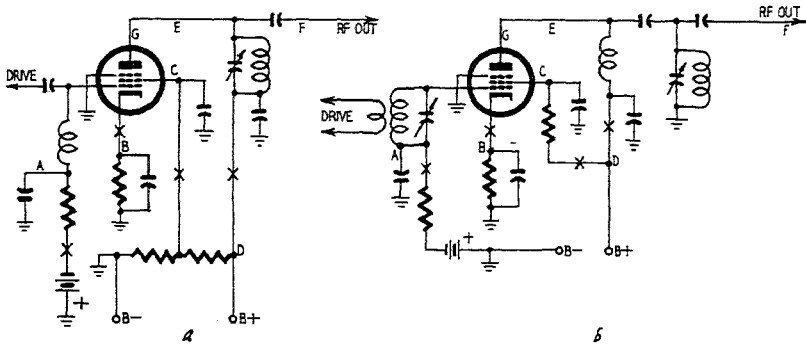 G E F RF OUT
DRIVE
C
A
B
D
B- B+
а
G E RF OUT
F
C
DRIVE
A
B
D
B- B+
б